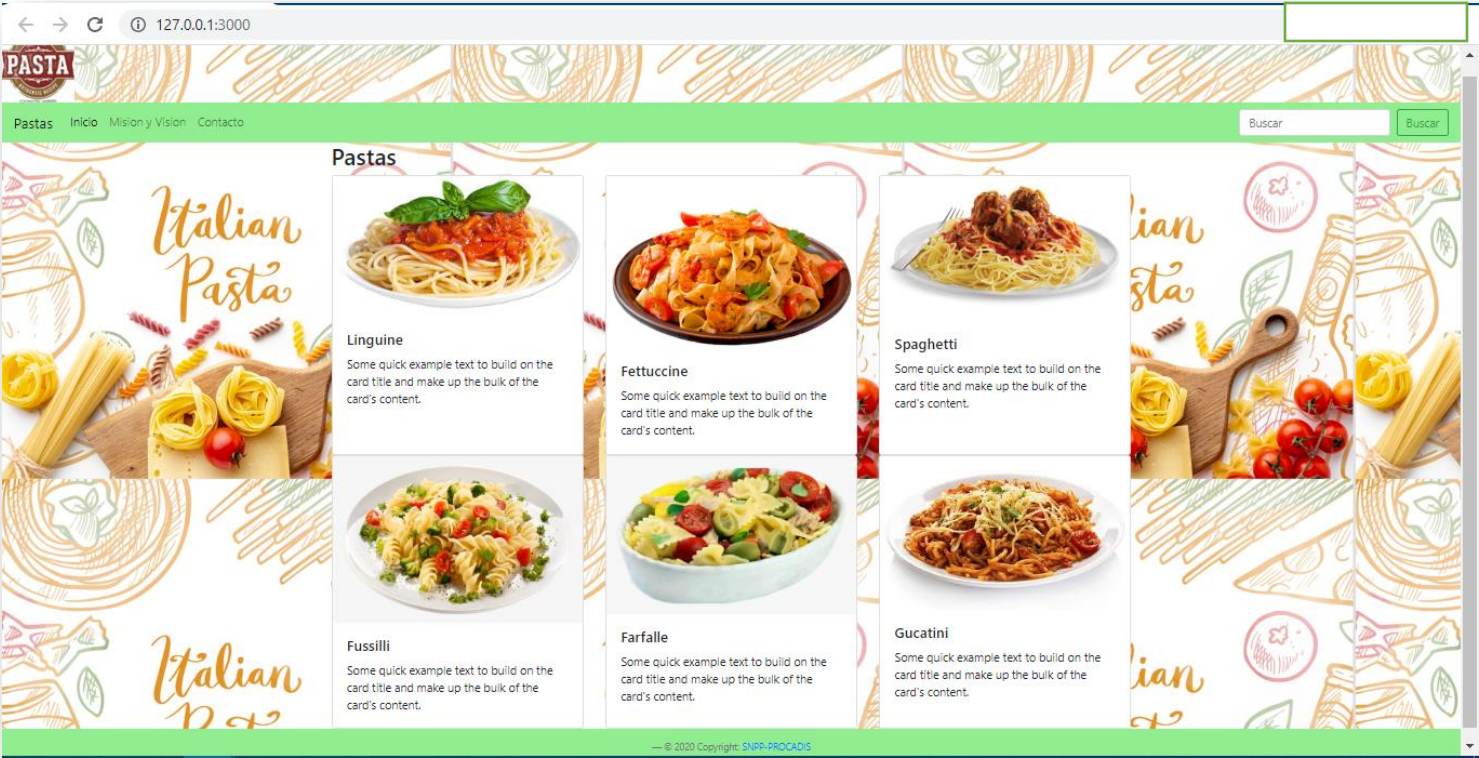 127.0.0.1:3000
PASTA
Pastas Inicio Mision y Vision Contacto Buscar Buscar
Pastas
Italian
Pasta
ian
sta
Linguine
Some quick example text to build on the
card title and make up the bulk of the
card's content.
Fettuccine
Some quick example text to build on the
card title and make up the bulk of the
card's content.
Spaghetti
Some quick example text to build on the
card title and make up the bulk of the
card's content.
Fussilli
Some quick example text to build on the
card title and make up the bulk of the
card's content.
Farfalle
Some quick example text to build on the
card title and make up the bulk of the
card's content.
Gucatini
Some quick example text to build on the
card title and make up the bulk of the
card's content.
Italian
ian
— © 2020 Copyright: SNPP-PROCADIS